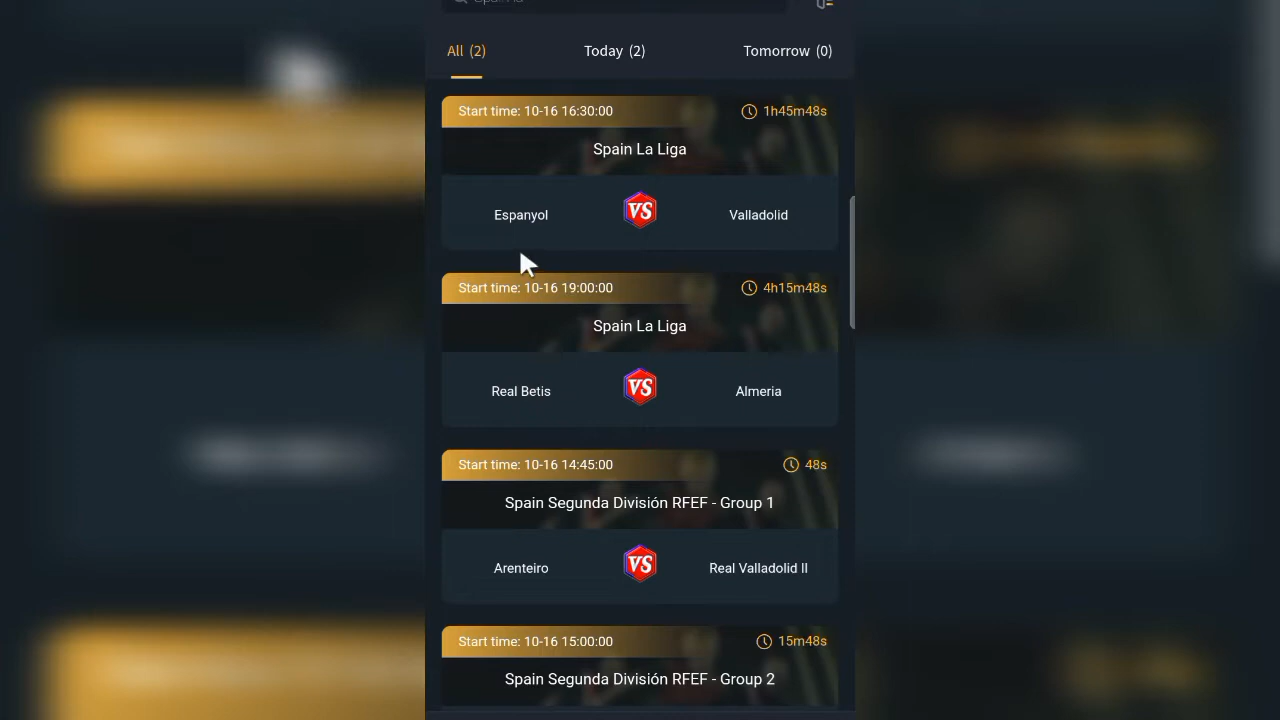 All (2)
Today (2)
Tomorrow (0)
Start time: 10-16 16:30:00
1h45m48s
Spain La Liga
Espanyol
VS
Valladolid
Start time: 10-16 19:00:00
4h15m48s
Spain La Liga
Real Betis
VS
Almeria
Start time: 10-16 14:45:00
48s
Spain Segunda División RFEF - Group 1
Arenteiro
VS
Real Valladolid II
Start time: 10-16 15:00:00
15m48s
Spain Segunda División RFEF - Group 2